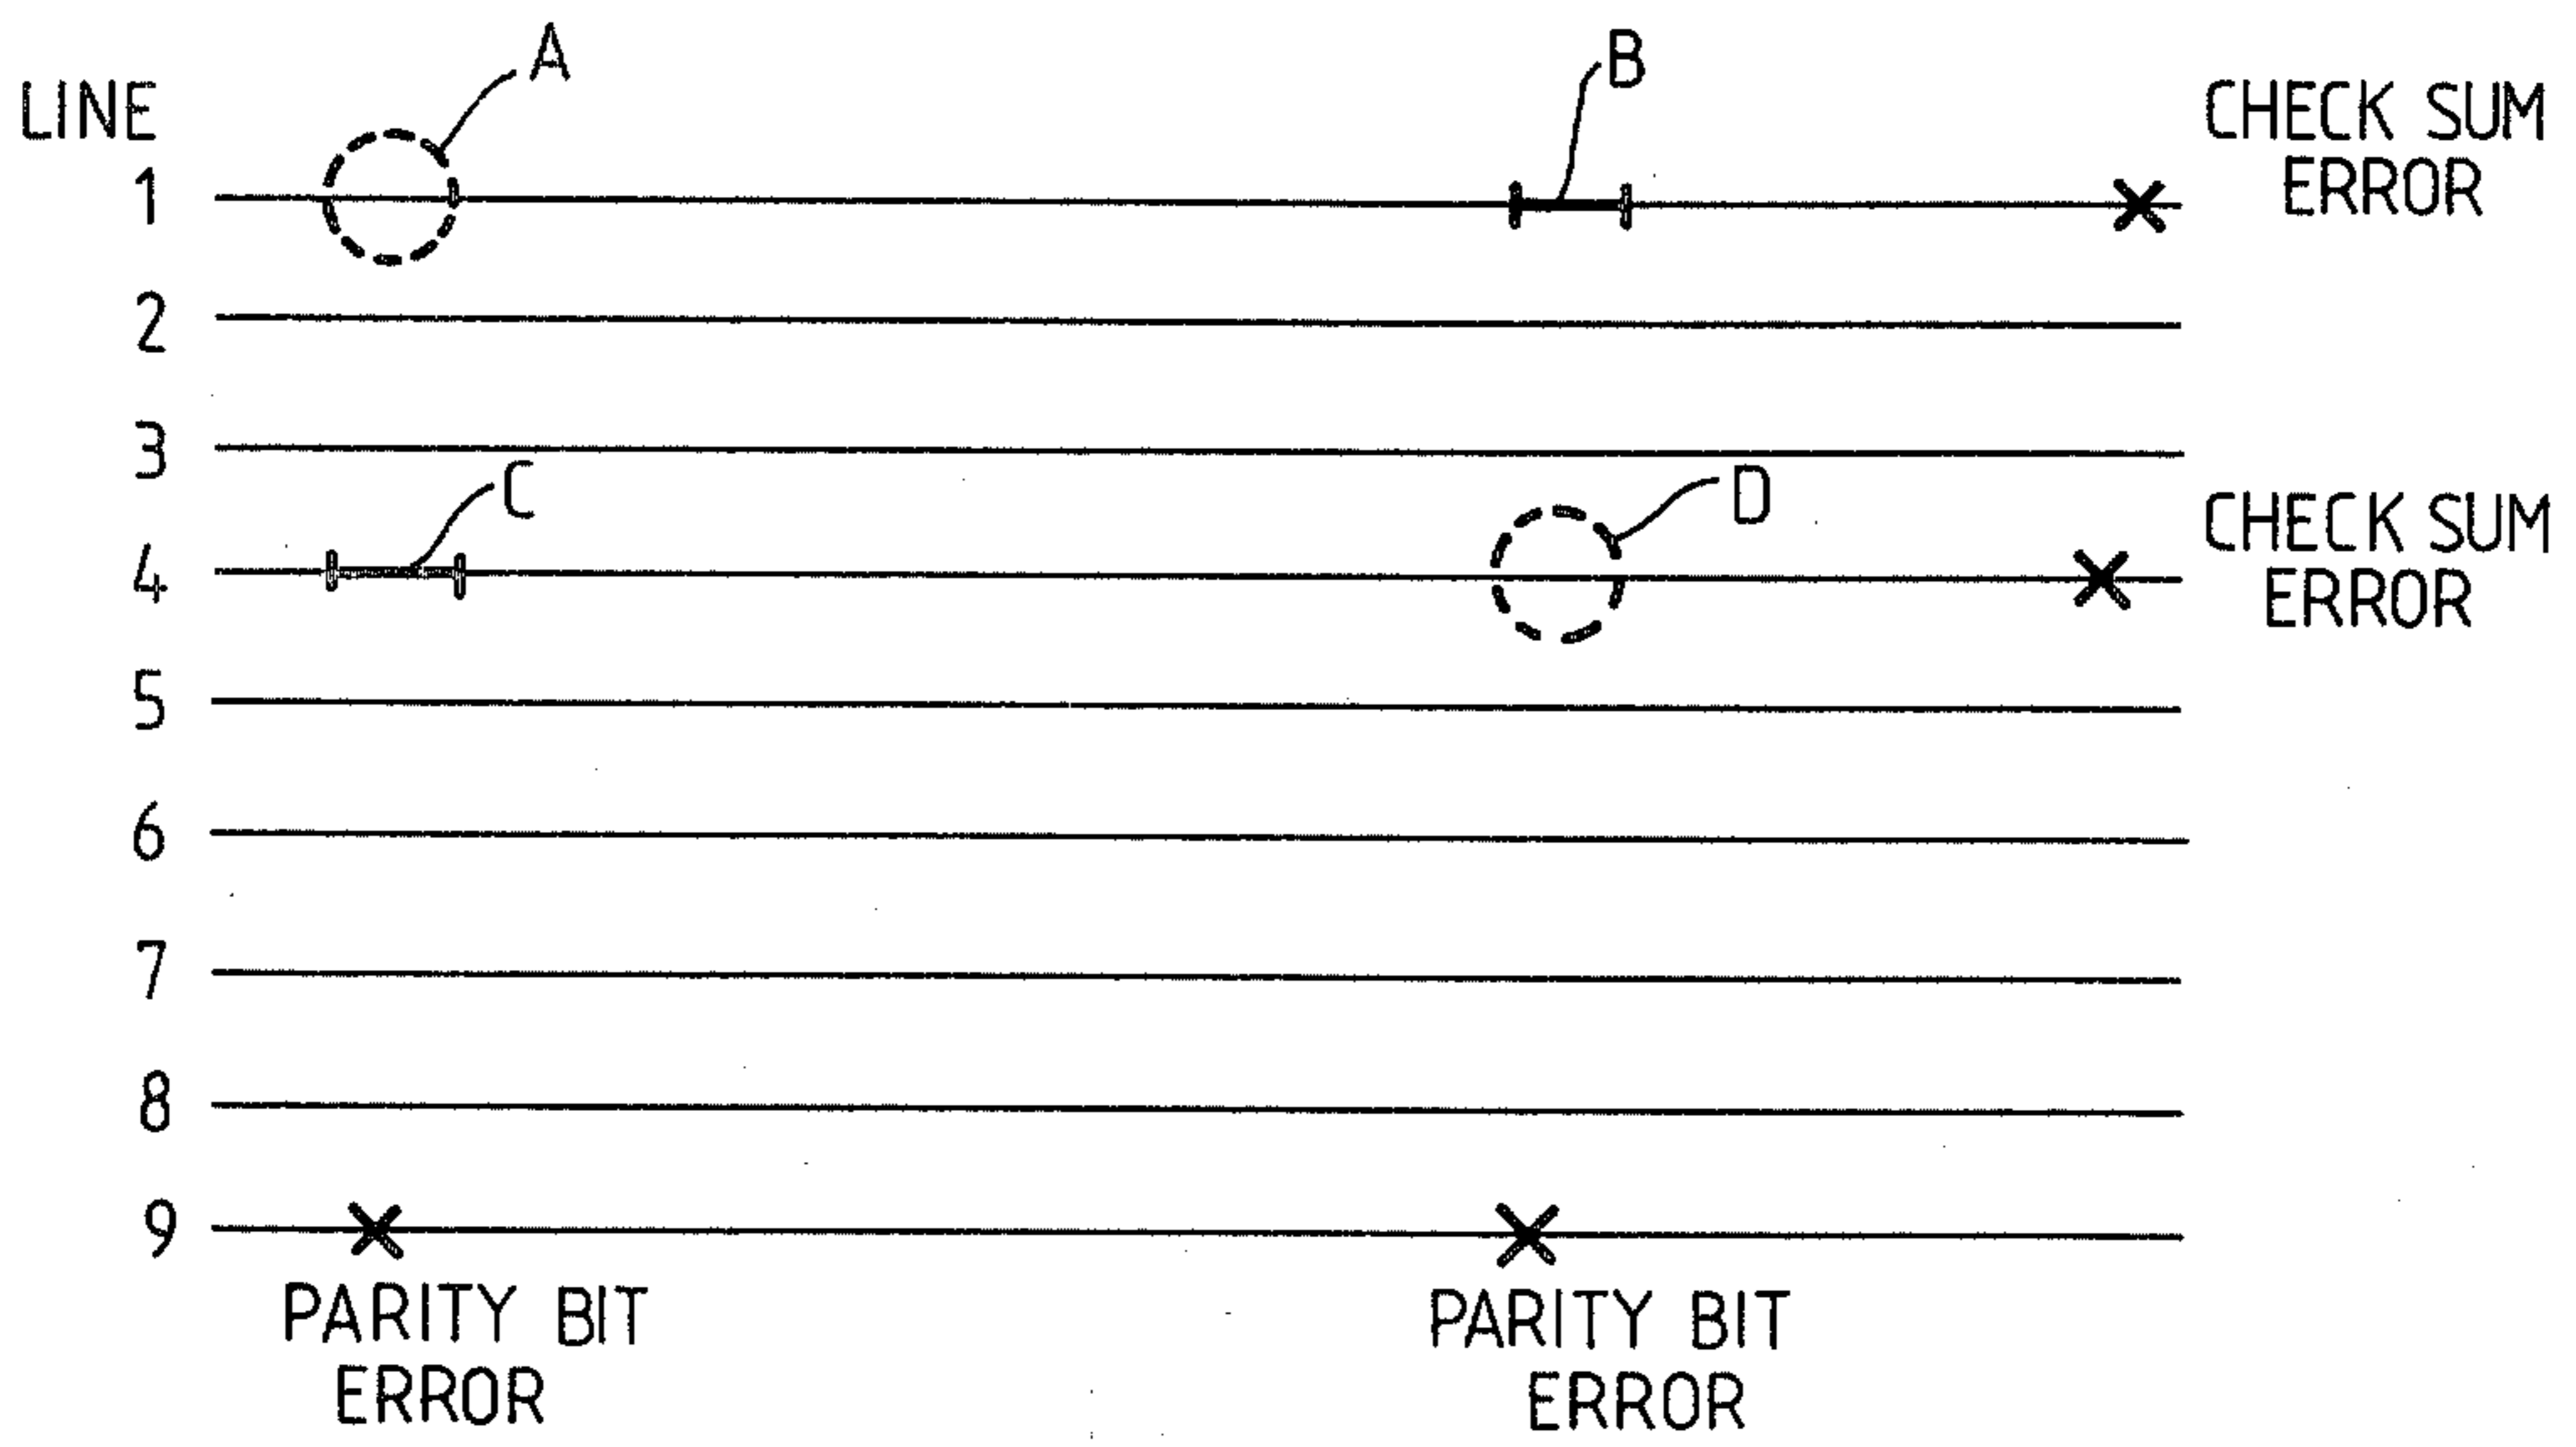 A
B
LINE
CHECK SUM
ERROR
1
2
3
C
D
CHECK SUM
ERROR
4
5
6
7
8
9
PARITY BIT
ERROR
PARITY BIT
ERROR